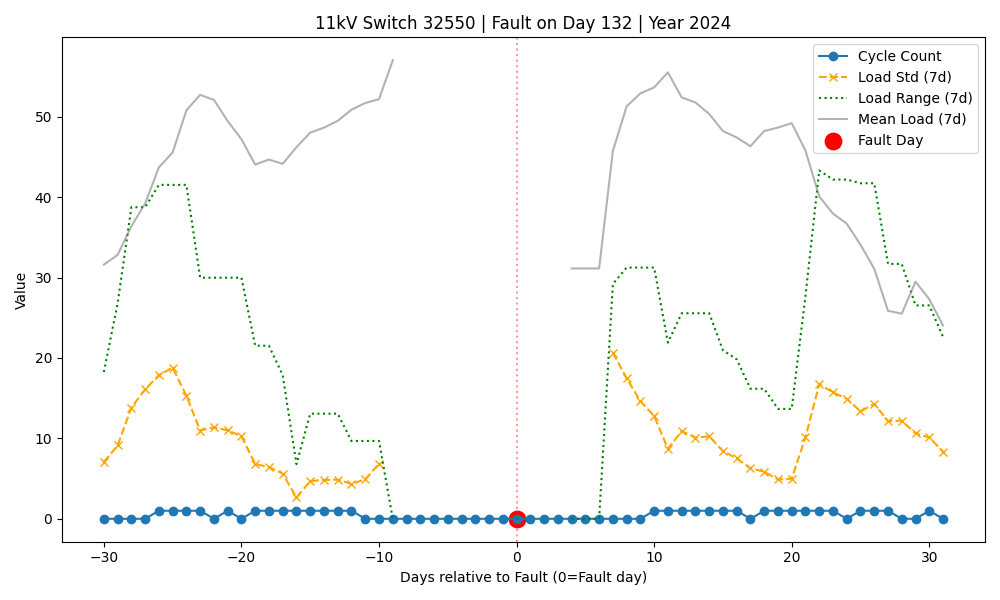 11kV Switch 32550 | Fault on Day 132 | Year 2024
Cycle Count
Load Std (7d)
Load Range (7d)
Mean Load (7d)
Fault Day
Value
50
40
30
20
10
0
−30
−20
−10
0
10
20
30
Days relative to Fault (0=Fault day)